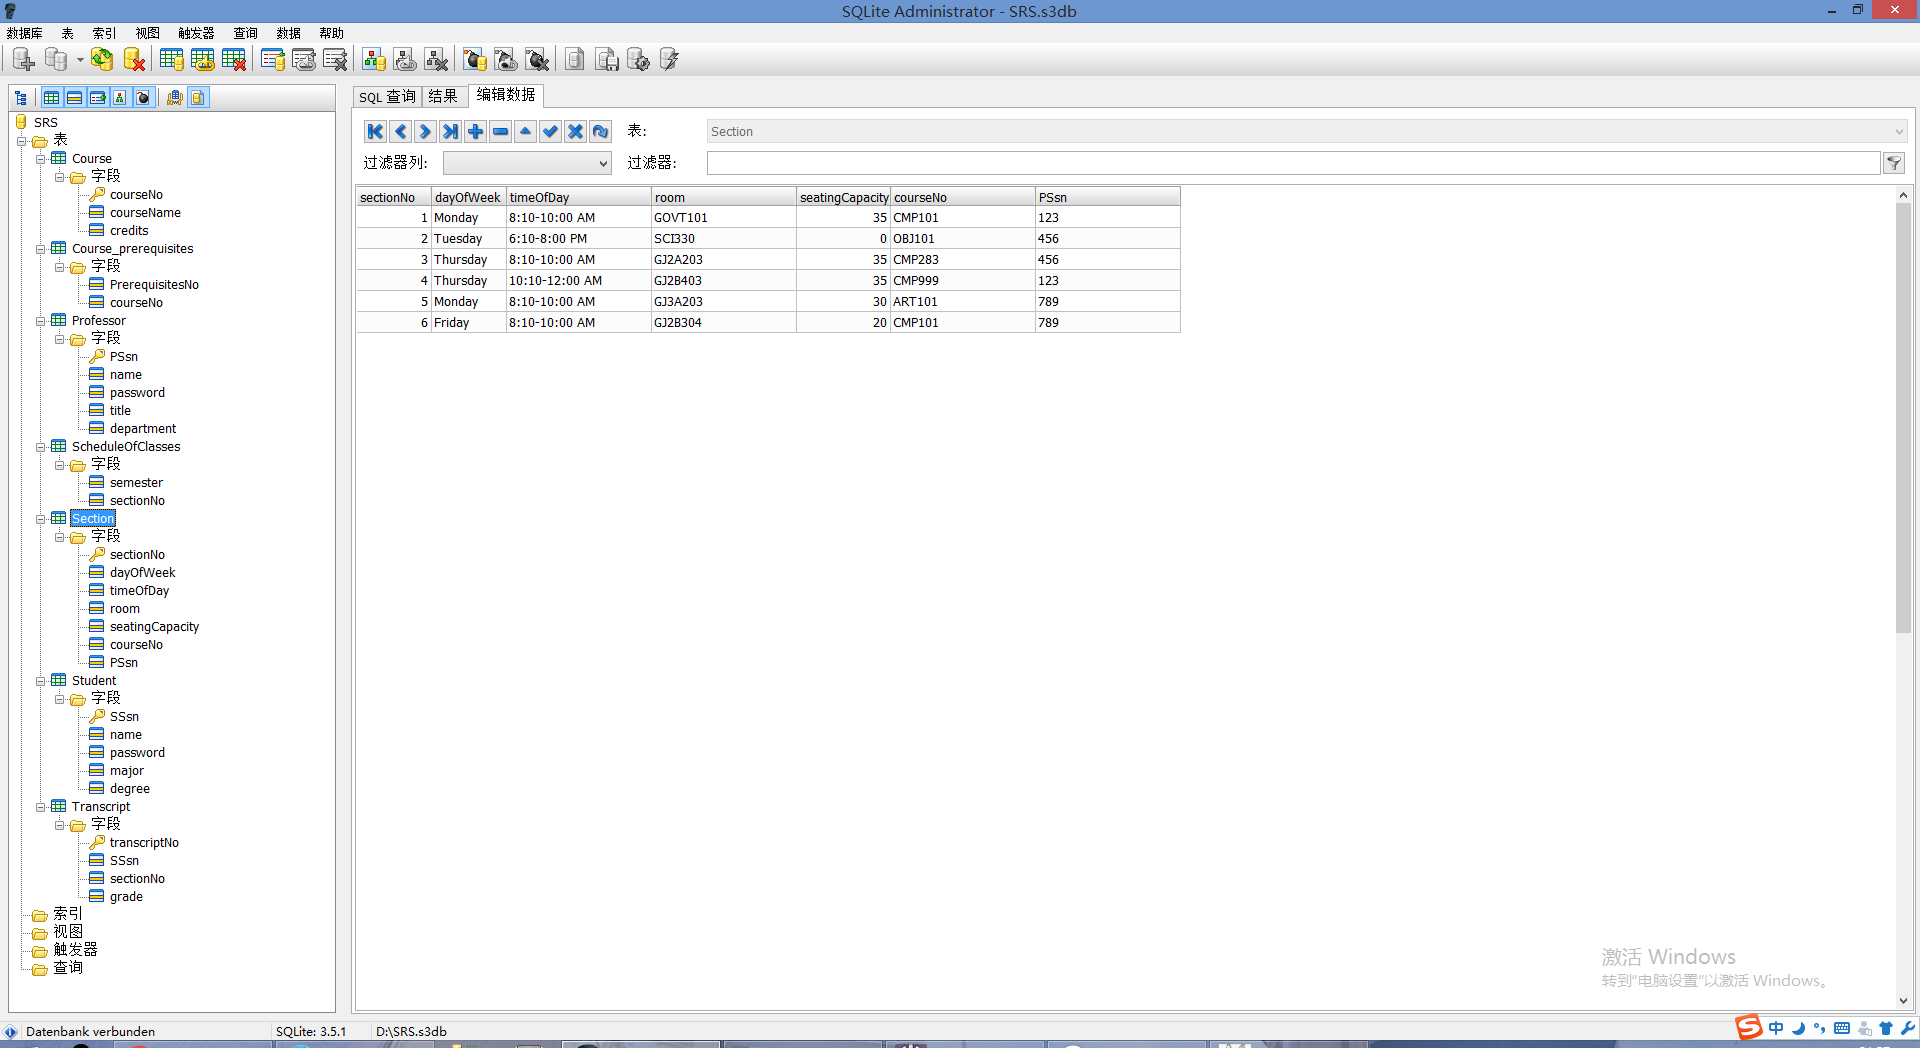 SQLite Administrator - SRS.s3db
数据库 表 索引 视图 触发器 查询 数据 帮助
SQL 查询 结果 编辑数据
SRS
表
Course
字段
courseNo
courseName
credits
Course_prerequisites
字段
PrerequisitesNo
courseNo
Professor
字段
PSsn
name
password
title
department
ScheduleOfClasses
字段
semester
sectionNo
Section
字段
sectionNo
dayOfWeek
timeOfDay
room
seatingCapacity
courseNo
PSsn
Student
字段
SSsn
name
password
major
degree
Transcript
字段
transcriptNo
SSsn
sectionNo
grade
索引
视图
触发器
查询
表: Section
过滤器列: 过滤器:
sectionNo dayOfWeek timeOfDay room seatingCapacity courseNo PSsn
1 Monday 8:10-10:00 AM GOVT101 35 CMP101 123
2 Tuesday 6:10-8:00 PM SCI330 0 OBJ101 456
3 Thursday 8:10-10:00 AM GJ2A203 35 CMP283 456
4 Thursday 10:10-12:00 AM GJ2B403 35 CMP999 123
5 Monday 8:10-10:00 AM GJ3A203 30 ART101 789
6 Friday 8:10-10:00 AM GJ2B304 20 CMP101 789
激活 Windows
转到“电脑设置”以激活 Windows。
Datenbank verbunden SQLite: 3.5.1 D:\SRS.s3db
中